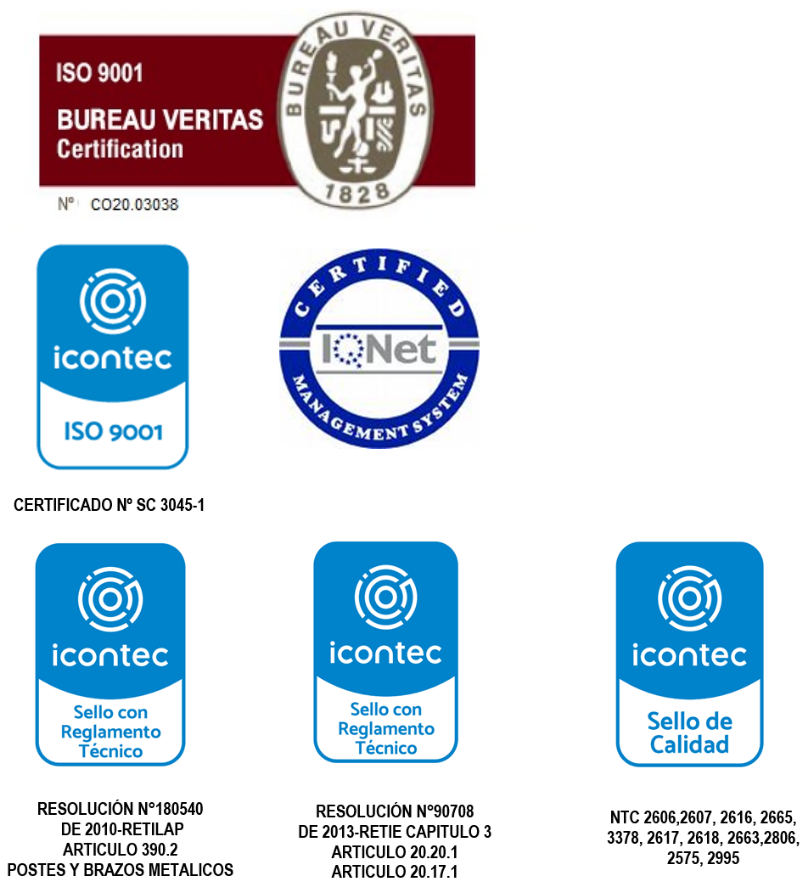 ISO 9001
BUREAU VERITAS
Certification
BUREAU VERITAS
1828
Nº CO20.03038
icontec
ISO 9001
CERTIFIED
IQNet
MANAGEMENT SYSTEM
CERTIFICADO Nº SC 3045-1
icontec
Sello con
Reglamento
Técnico
icontec
Sello con
Reglamento
Técnico
icontec
Sello de
Calidad
RESOLUCIÓN N°180540
DE 2010-RETILAP
ARTICULO 390.2
POSTES Y BRAZOS METALICOS
RESOLUCIÓN N°90708
DE 2013-RETIE CAPITULO 3
ARTICULO 20.20.1
ARTICULO 20.17.1
NTC 2606,2607, 2616, 2665,
3378, 2617, 2618, 2663,2806,
2575, 2995